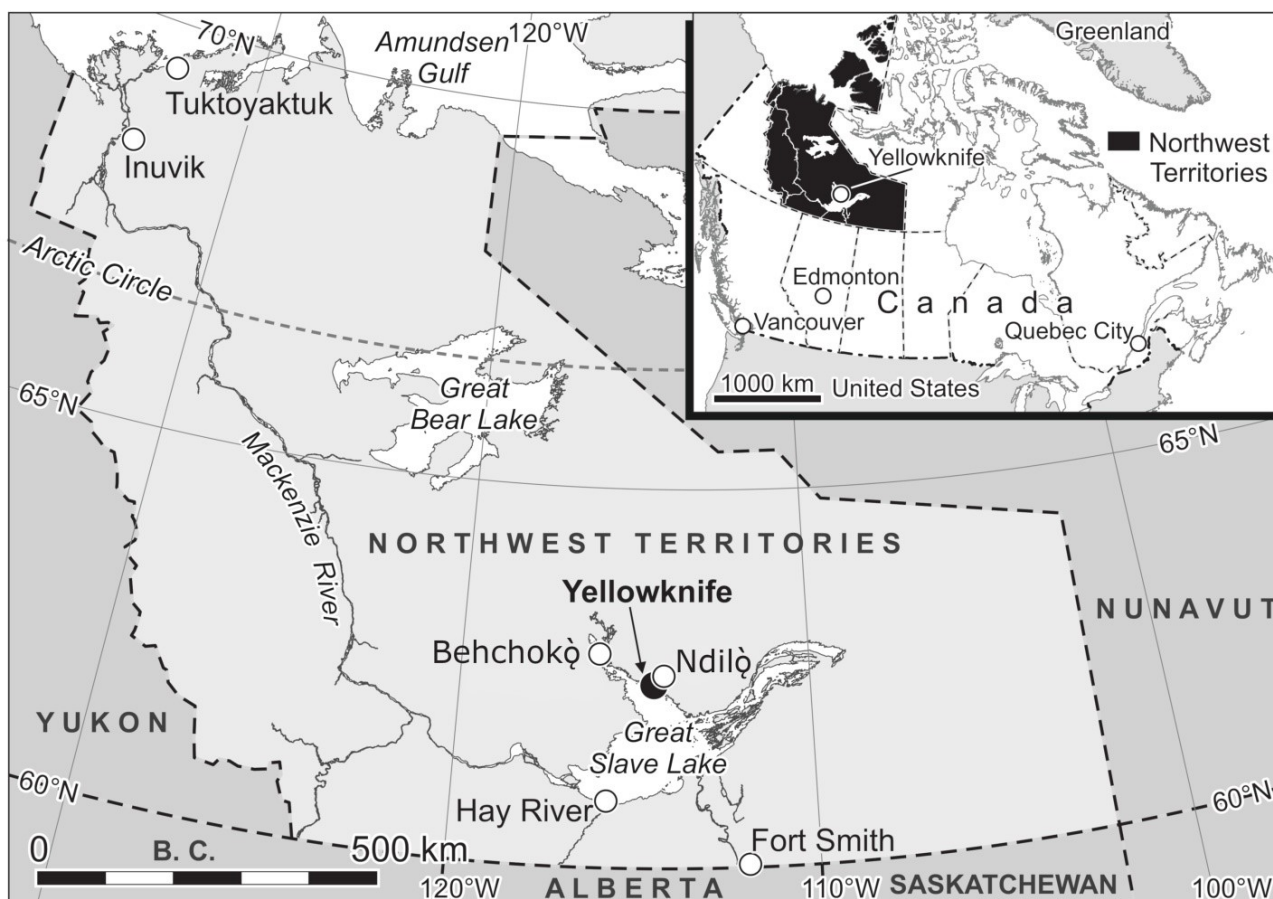 70°N
Amundsen
Gulf
120°W
Tuktoyaktuk
Inuvik
Arctic Circle
65°N
Great
Bear Lake
Mackenzie River
65°N
NORTHWEST TERRITORIES
Yellowknife
Behchokǫ̀
Ndilǫ̀
NUNAVUT
YUKON
Great
Slave Lake
60°N
Hay River
60°N
Fort Smith
0
500 km
B. C.
120°W
ALBERTA
110°W
SASKATCHEWAN
100°W
Greenland
Northwest
Territories
Yellowknife
Edmonton
Canada
Vancouver
Quebec City
1000 km
United States